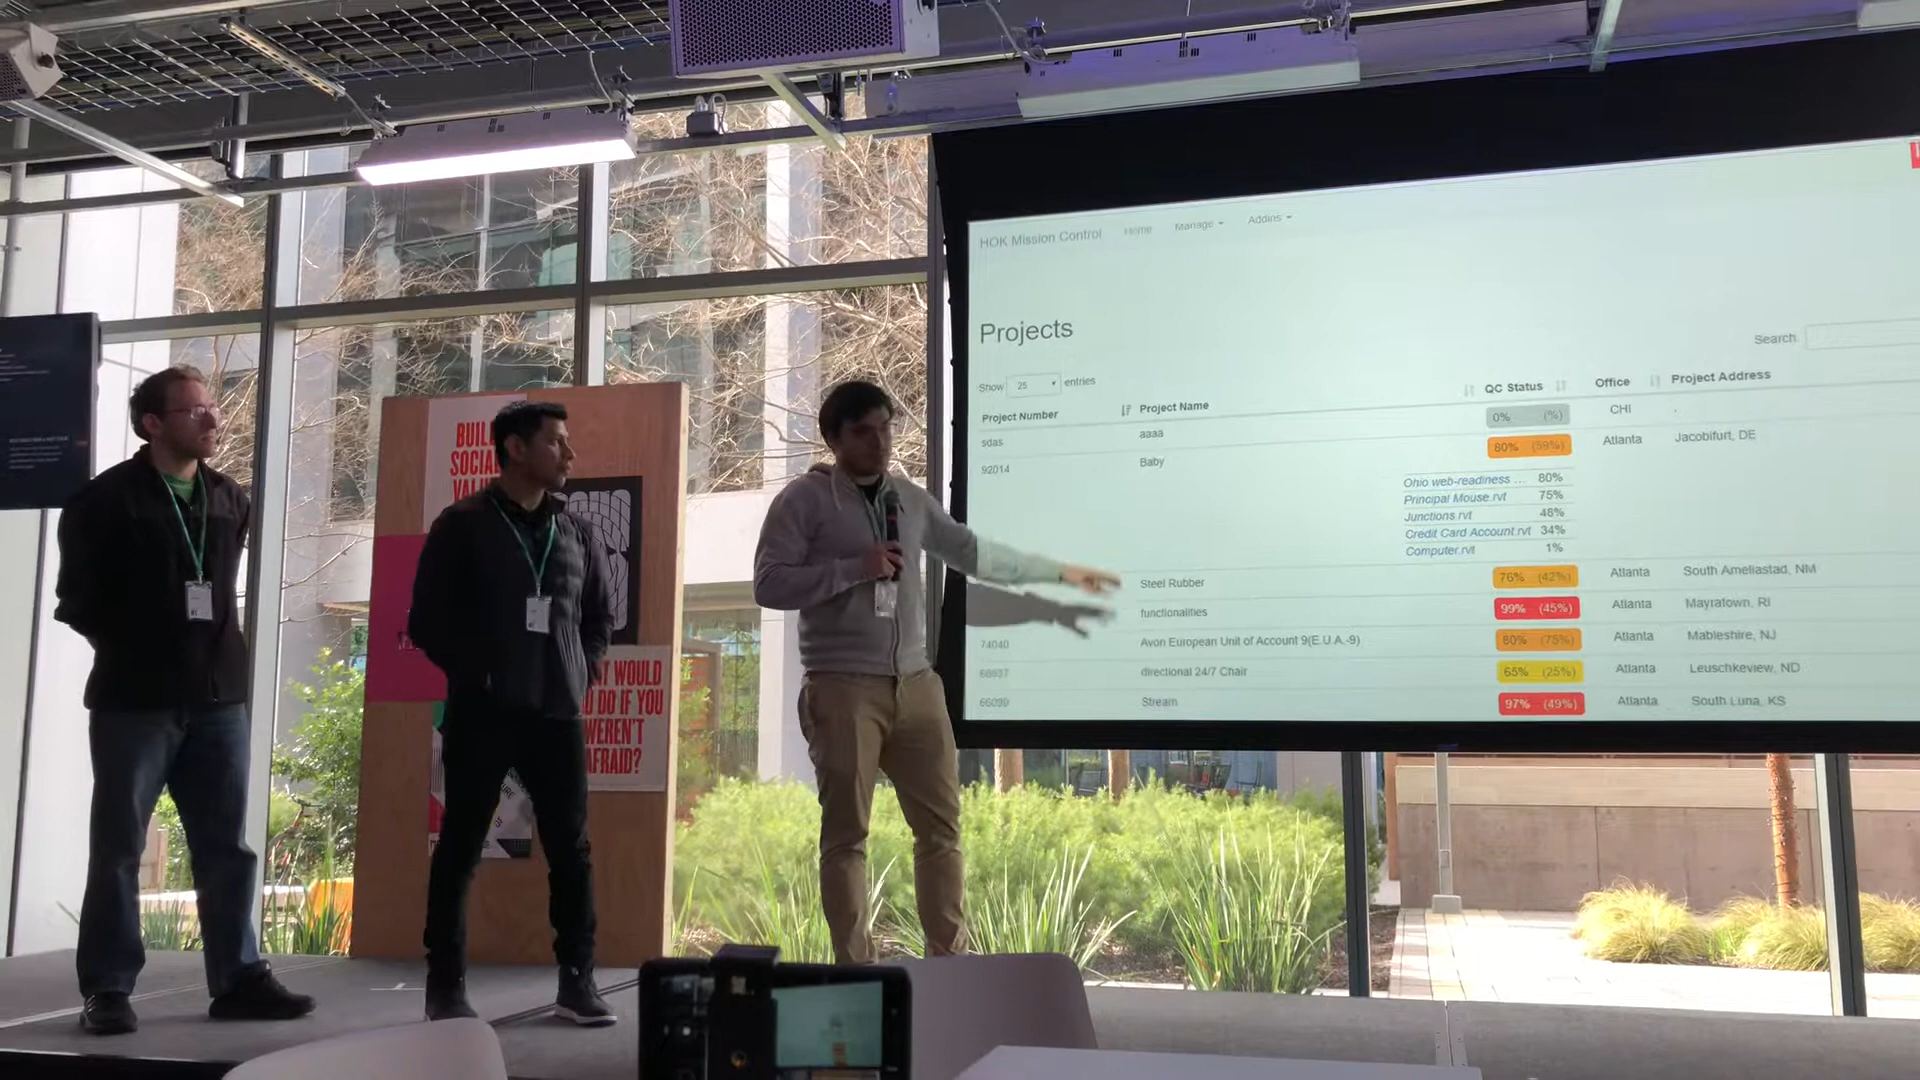 BUIL
SOCIAL
VALU
AT WOULD
U DO IF YOU
WEREN'T
AFRAID?
HOK Mission Control Home Manage Addins
Projects
Search:
Show 25 entries
Project Number Project Name QC Status Office Project Address
sdas aaaa 0% (%) CHI .
92014 Baby 80% (59%) Atlanta Jacobifurt, DE
Ohio web-readiness ... 80%
Principal Mouse.rvt 75%
Junctions.rvt 48%
Credit Card Account.rvt 34%
Computer.rvt 1%
Steel Rubber 76% (42%) Atlanta South Ameliastad, NM
functionalities 99% (45%) Atlanta Mayratown, RI
74040 Avon European Unit of Account 9(E.U.A.-9) 80% (75%) Atlanta Mableshire, NJ
directional 24/7 Chair 65% (25%) Atlanta Leuschkeview, ND
Stream 97% (49%) Atlanta South Luna, KS